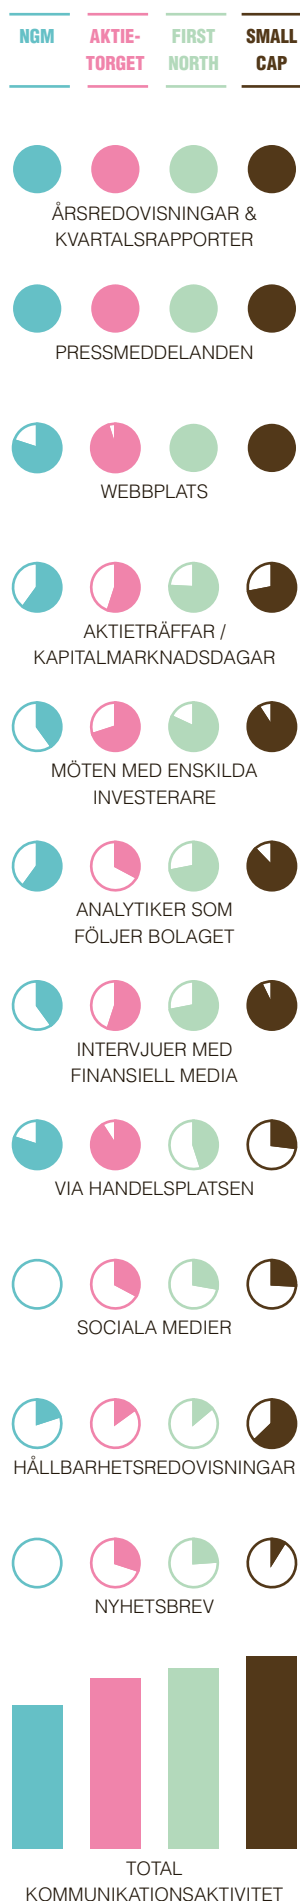 NGM
AKTIE-
TORGET
FIRST
NORTH
SMALL
CAP
ÅRSREDOVISNINGAR &
KVARTALSRAPPORTER
PRESSMEDDELANDEN
WEBBPLATS
AKTIETRÄFFAR /
KAPITALMARKNADSDAGAR
MÖTEN MED ENSKILDA
INVESTERARE
ANALYTIKER SOM
FÖLJER BOLAGET
INTERVJUER MED
FINANSIELL MEDIA
VIA HANDELSPLATSEN
SOCIALA MEDIER
HÅLLBARHETSREDOVISNINGAR
NYHETSBREV
TOTAL
KOMMUNIKATIONSAKTIVITET